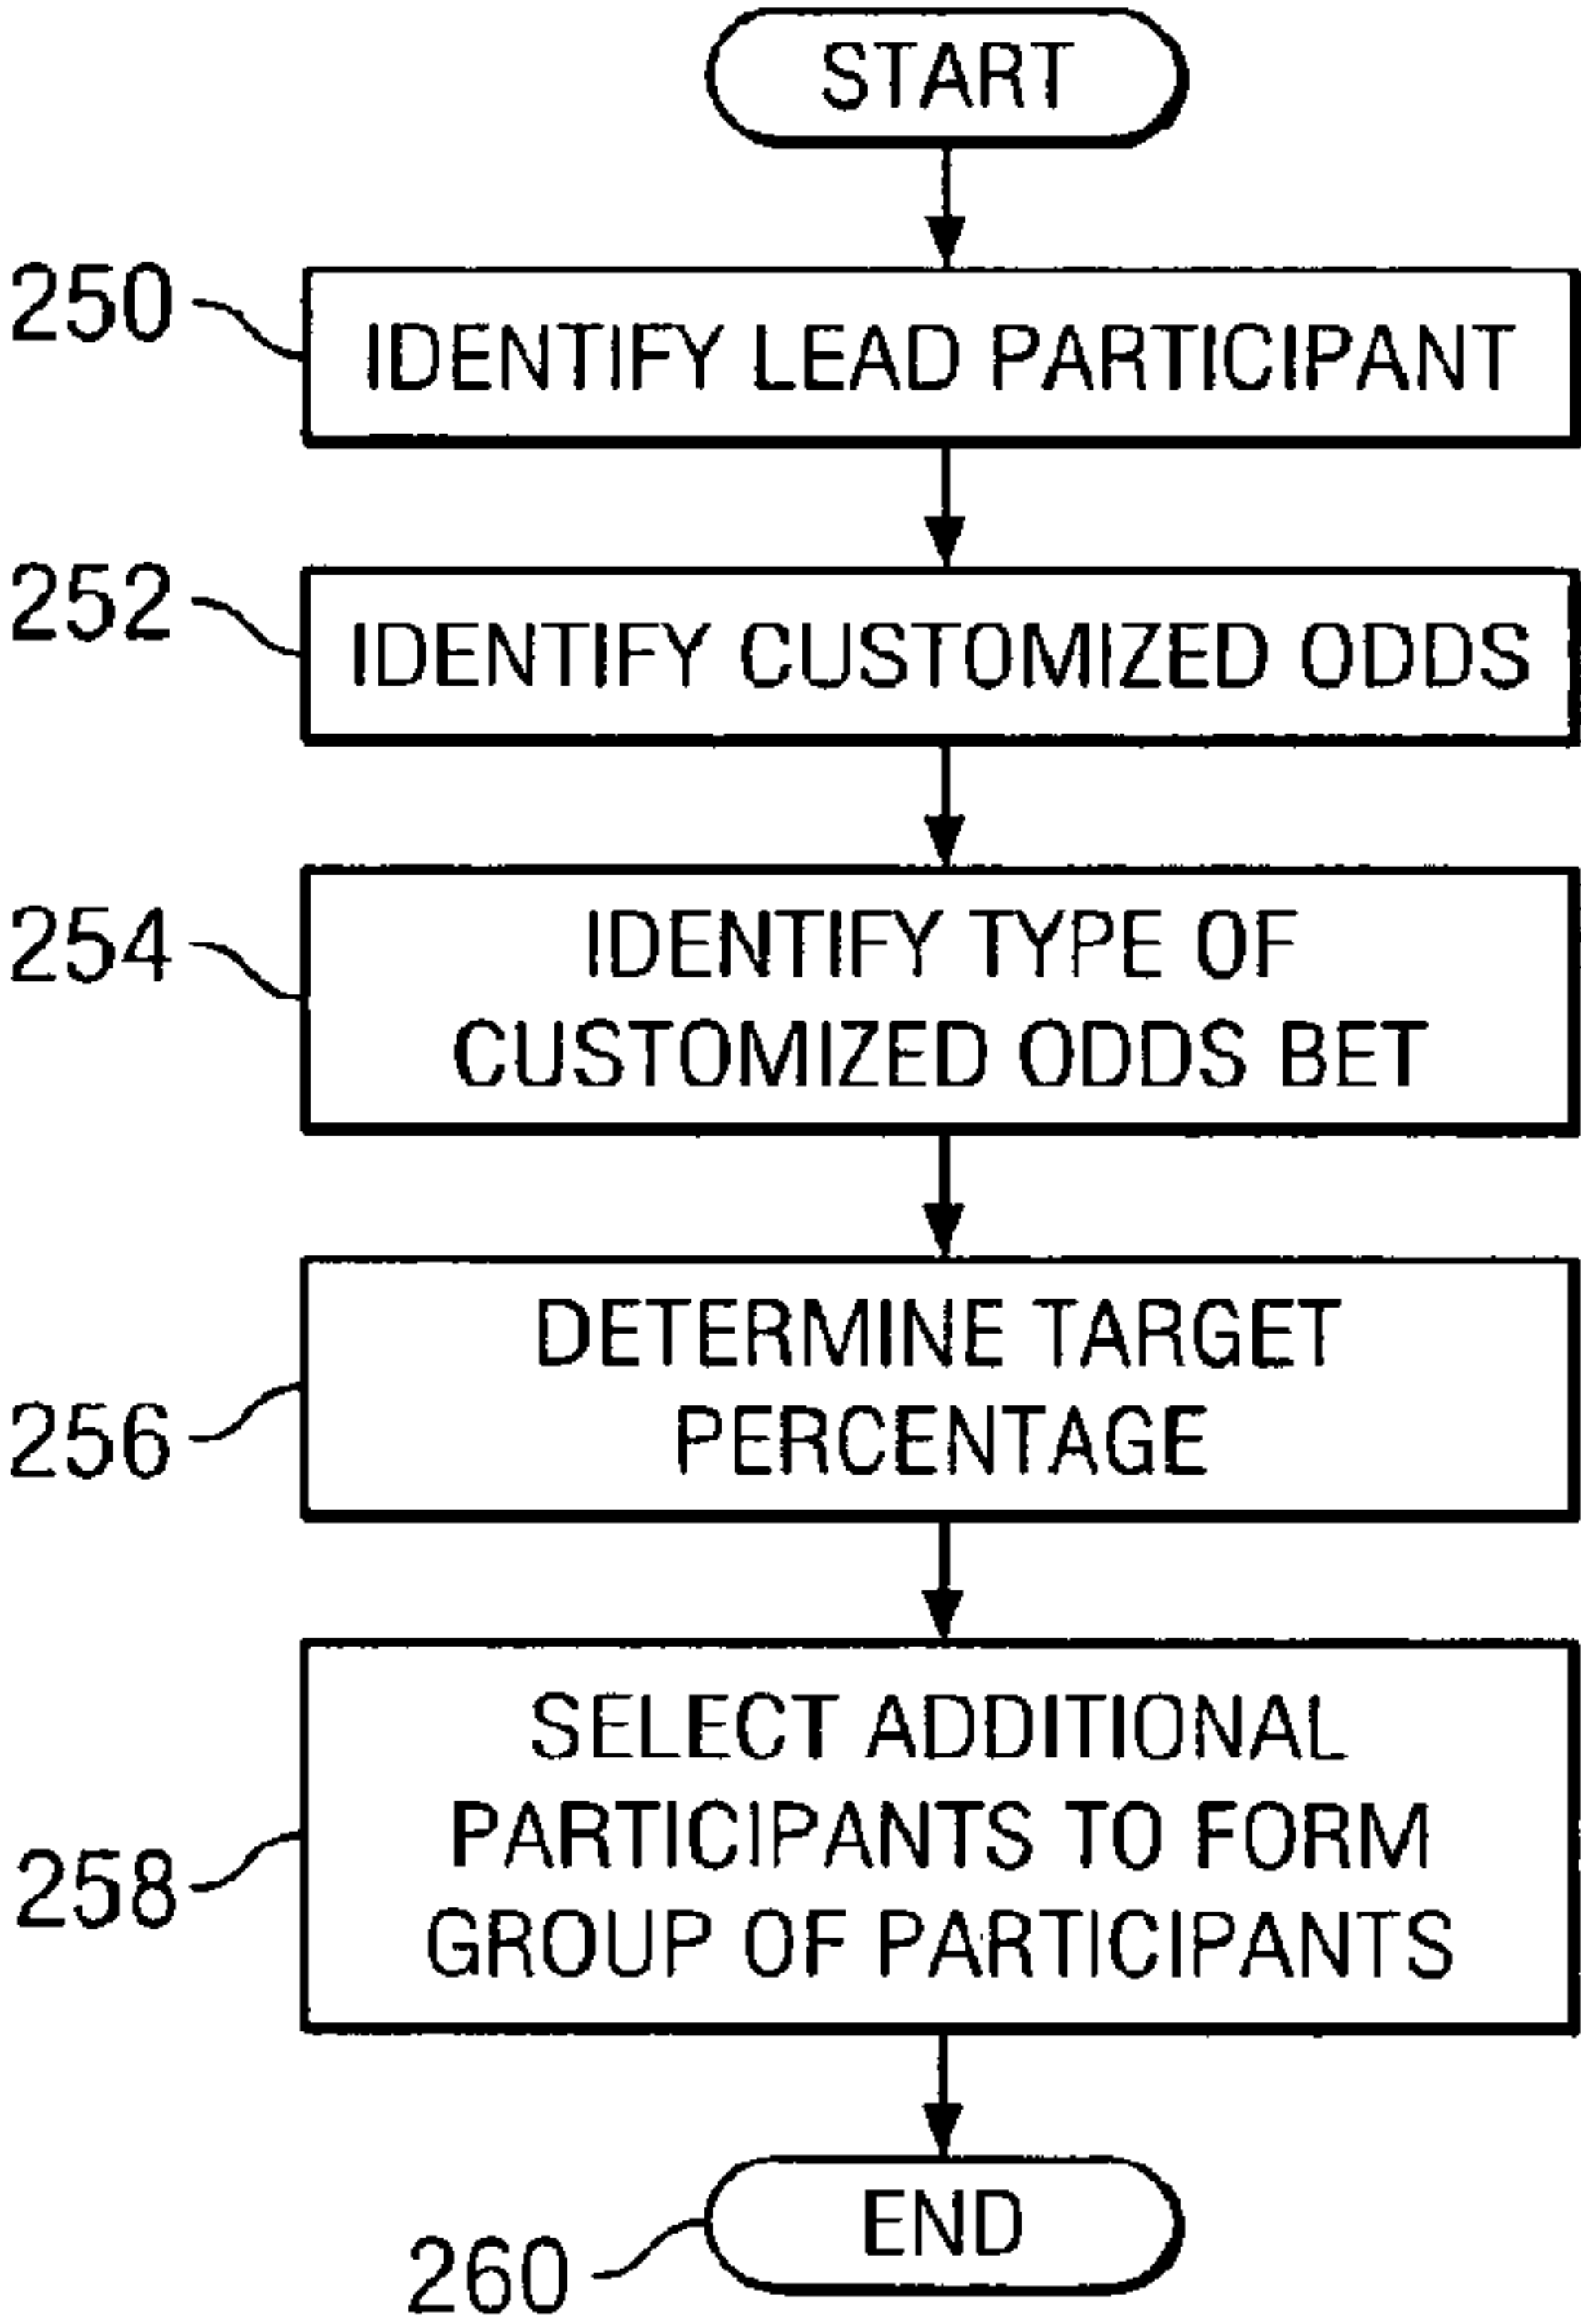 START
250
IDENTIFY LEAD PARTICIPANT
252
IDENTIFY CUSTOMIZED ODDS
254
IDENTIFY TYPE OF
CUSTOMIZED ODDS BET
256
DETERMINE TARGET
PERCENTAGE
258
SELECT ADDITIONAL
PARTICIPANTS TO FORM
GROUP OF PARTICIPANTS
260
END